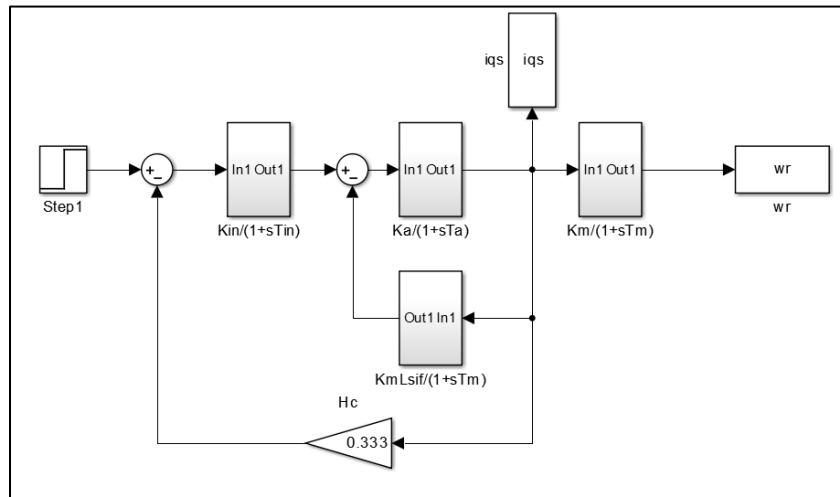 iqs
iqs
+
−
In1 Out1
+
−
In1 Out1
In1 Out1
wr
Step1
Kin/(1+sTin)
Ka/(1+sTa)
Km/(1+sTm)
wr
Out1 In1
KmLsif/(1+sTm)
Hc
0.333